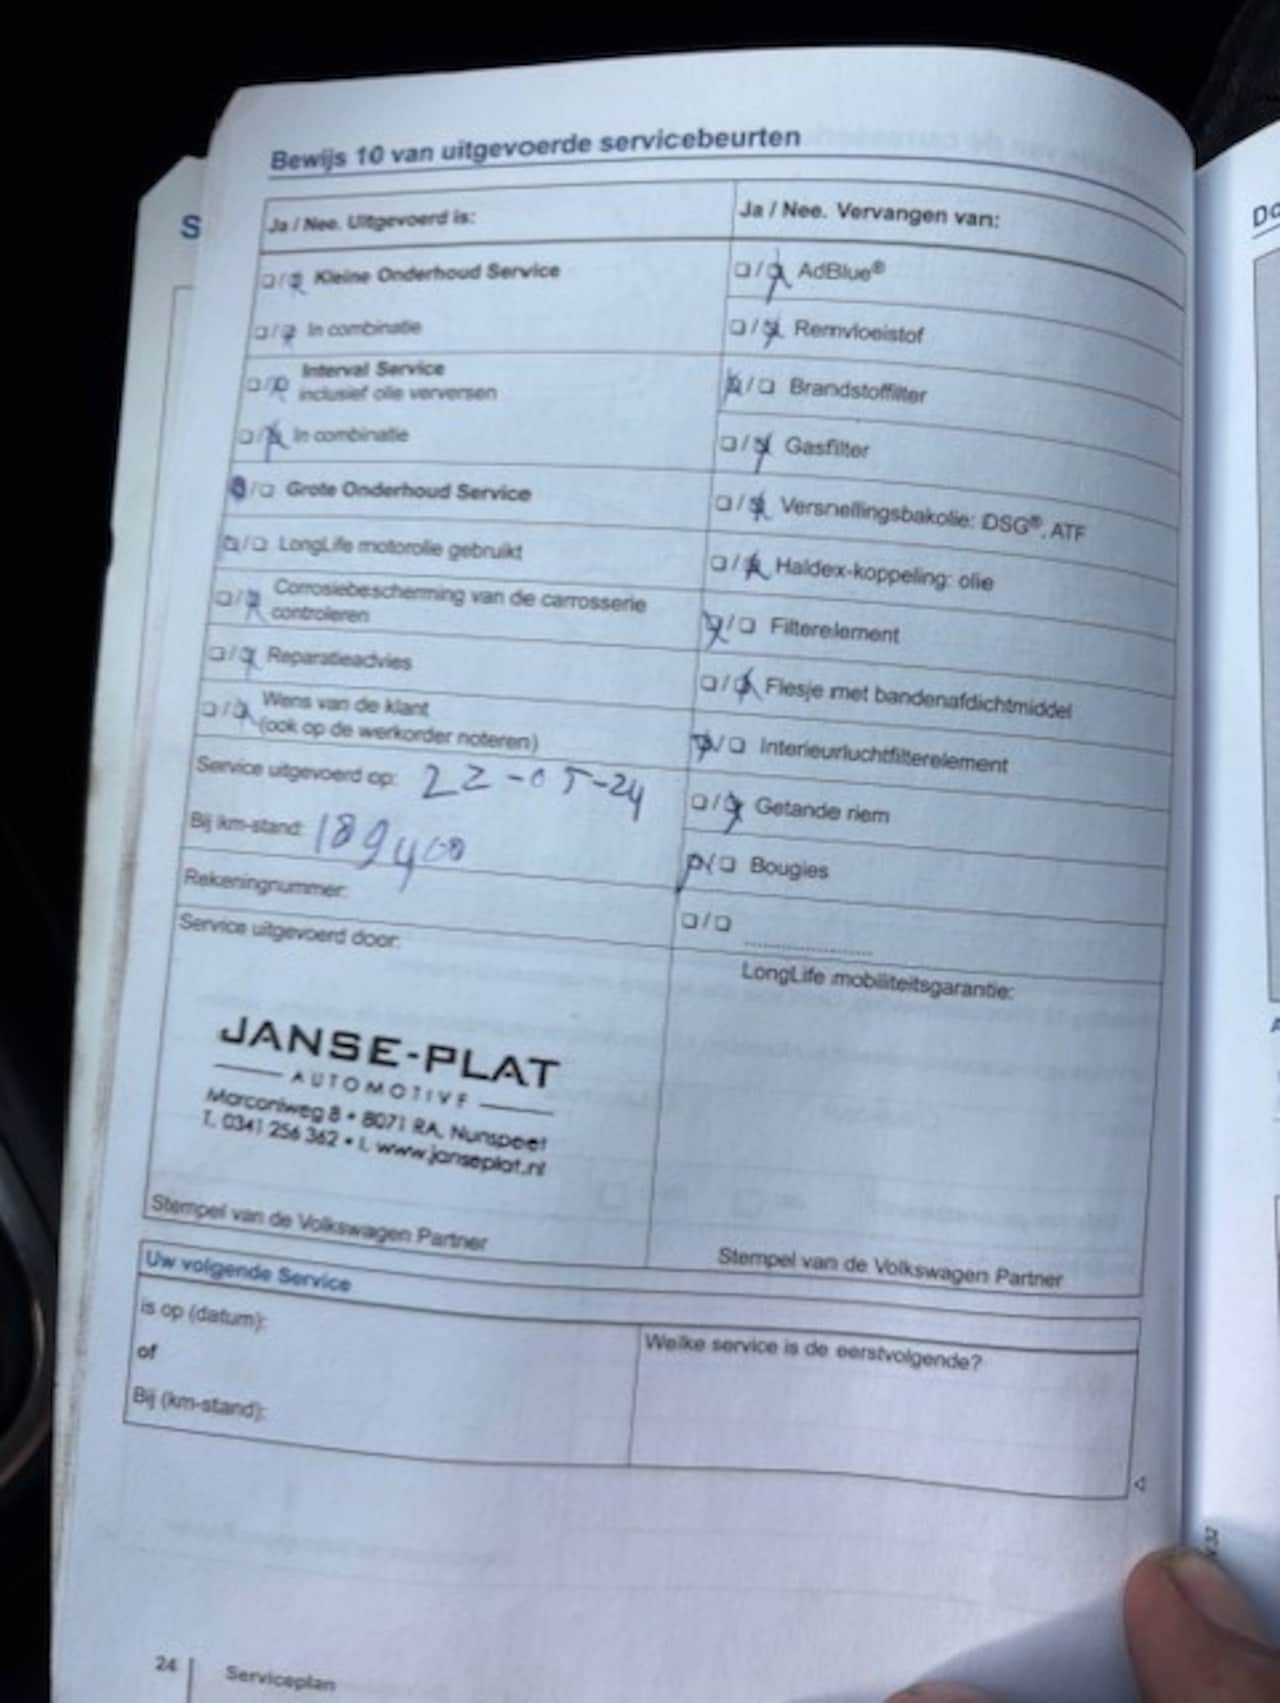 Bewijs 10 van uitgevoerde servicebeurten
Ja / Nee. Uitgevoerd is:
❏ / ❏ Kleine Onderhoud Service
❏ / ❏ In combinatie
❏ / ❏ Interval Service
inclusief olie verversen
❏ / ❏ In combinatie
❏ / ❏ Grote Onderhoud Service
❏ / ❏ LongLife motorolie gebruikt
❏ / ❏ Corrosiebescherming van de carrosserie
controleren
❏ / ❏ Reparatieadvies
❏ / ❏ Wens van de klant
(ook op de werkorder noteren)
Service uitgevoerd op: 22-05-24
Bij km-stand: 189400
Rekeningnummer:
Service uitgevoerd door:
JANSE-PLAT
AUTOMOTIVE
Marconiweg 8 • 8071 RA, Nunspeet
T. 0341 256 362 • I. www.janseplat.nl
Stempel van de Volkswagen Partner
Ja / Nee. Vervangen van:
❏ / ❏ AdBlue®
❏ / ❏ Remvloeistof
❏ / ❏ Brandstoffilter
❏ / ❏ Gasfilter
❏ / ❏ Versnellingsbakolie: DSG®, ATF
❏ / ❏ Haldex-koppeling: olie
❏ / ❏ Filterelement
❏ / ❏ Flesje met bandenafdichtmiddel
❏ / ❏ Interieurluchtfilterelement
❏ / ❏ Getande riem
❏ / ❏ Bougies
❏ / ❏ ....................
LongLife mobiliteitsgarantie:
Stempel van de Volkswagen Partner
Uw volgende Service
is op (datum):
of
Bij (km-stand):
Welke service is de eerstvolgende?
24
Serviceplan
S